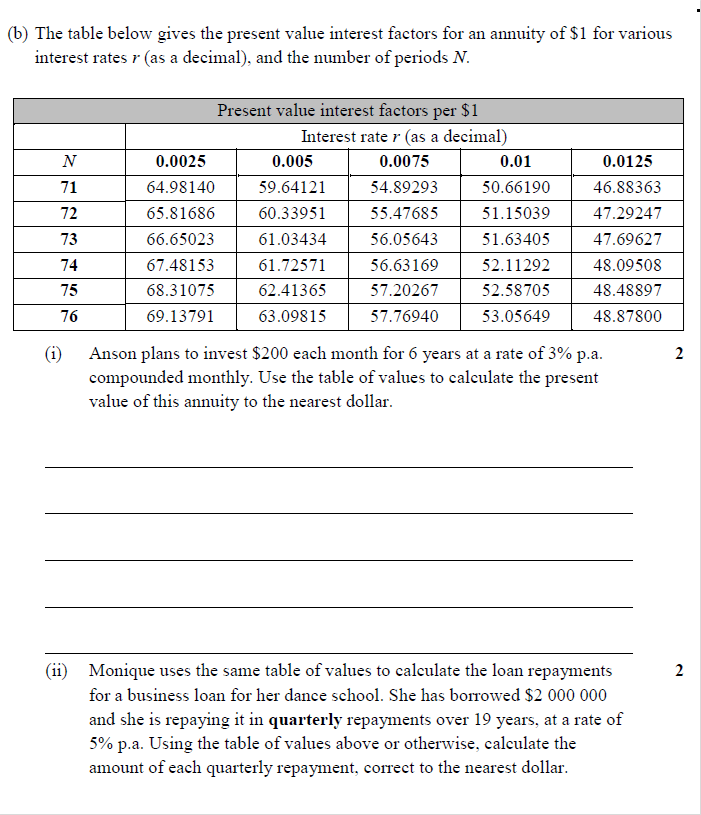 (b) The table below gives the present value interest factors for an annuity of $1 for various
interest rates r (as a decimal), and the number of periods N.
Present value interest factors per $1
Interest rate r (as a decimal)
N 0.0025 0.005 0.0075 0.01 0.0125
71 64.98140 59.64121 54.89293 50.66190 46.88363
72 65.81686 60.33951 55.47685 51.15039 47.29247
73 66.65023 61.03434 56.05643 51.63405 47.69627
74 67.48153 61.72571 56.63169 52.11292 48.09508
75 68.31075 62.41365 57.20267 52.58705 48.48897
76 69.13791 63.09815 57.76940 53.05649 48.87800
(i) Anson plans to invest $200 each month for 6 years at a rate of 3% p.a. 2
compounded monthly. Use the table of values to calculate the present
value of this annuity to the nearest dollar.
(ii) Monique uses the same table of values to calculate the loan repayments 2
for a business loan for her dance school. She has borrowed $2 000 000
and she is repaying it in quarterly repayments over 19 years, at a rate of
5% p.a. Using the table of values above or otherwise, calculate the
amount of each quarterly repayment, correct to the nearest dollar.